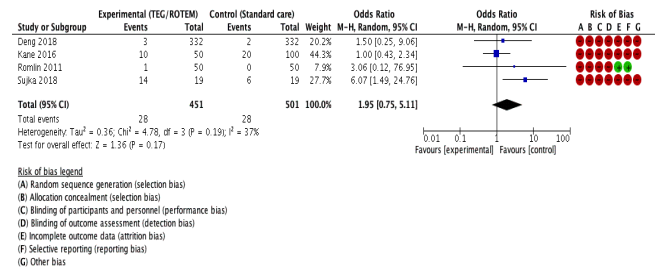 Experimental (TEG/ROTEM) Control (Standard care) Odds Ratio Odds Ratio Risk of Bias
Study or Subgroup Events Total Events Total Weight M-H, Random, 95% CI M-H, Random, 95% CI A B C D E F G
Deng 2018 3 332 2 332 20.2% 1.50 [0.25, 9.06]
Kane 2016 10 50 20 100 44.3% 1.00 [0.43, 2.34]
Romlin 2011 1 50 0 50 7.9% 3.06 [0.12, 76.95]
Sujka 2018 14 19 6 19 27.7% 6.07 [1.49, 24.76]
Total (95% CI) 451 501 100.0% 1.95 [0.75, 5.11]
Total events 28 28
Heterogeneity: Tau² = 0.36; Chi² = 4.78, df = 3 (P = 0.19); I² = 37%
Test for overall effect: Z = 1.36 (P = 0.17)
0.01 0.1 1 10 100
Favours [experimental] Favours [control]
Risk of bias legend
(A) Random sequence generation (selection bias)
(B) Allocation concealment (selection bias)
(C) Blinding of participants and personnel (performance bias)
(D) Blinding of outcome assessment (detection bias)
(E) Incomplete outcome data (attrition bias)
(F) Selective reporting (reporting bias)
(G) Other bias